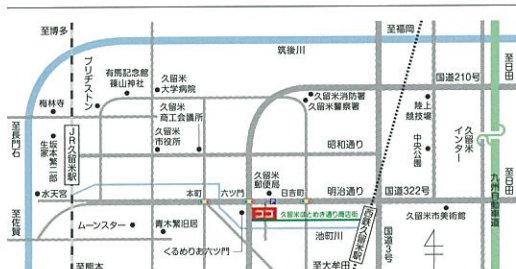 至博多
至福岡
筑後川
至日田
ブリヂストン
有馬記念館
篠山神社
久留米
大学病院
国道210号
久留米消防署
久留米警察署
梅林寺
久留米
商工会議所
陸上
競技場
久留米
インター
至長門石
坂本繁二郎
生家
JR久留米駅
久留米
市役所
昭和通り
中央公園
至日田
水天宮
本町
六ツ門
久留米
郵便局
日吉町
明治通り
国道322号
九州自動車道
ココ
久留米ほとめき通り商店街
西鉄久留米駅
久留米市美術館
至佐賀
ムーンスター
青木繁旧居
池町川
国道3号
くるめりあ六ツ門
至熊本
至大牟田